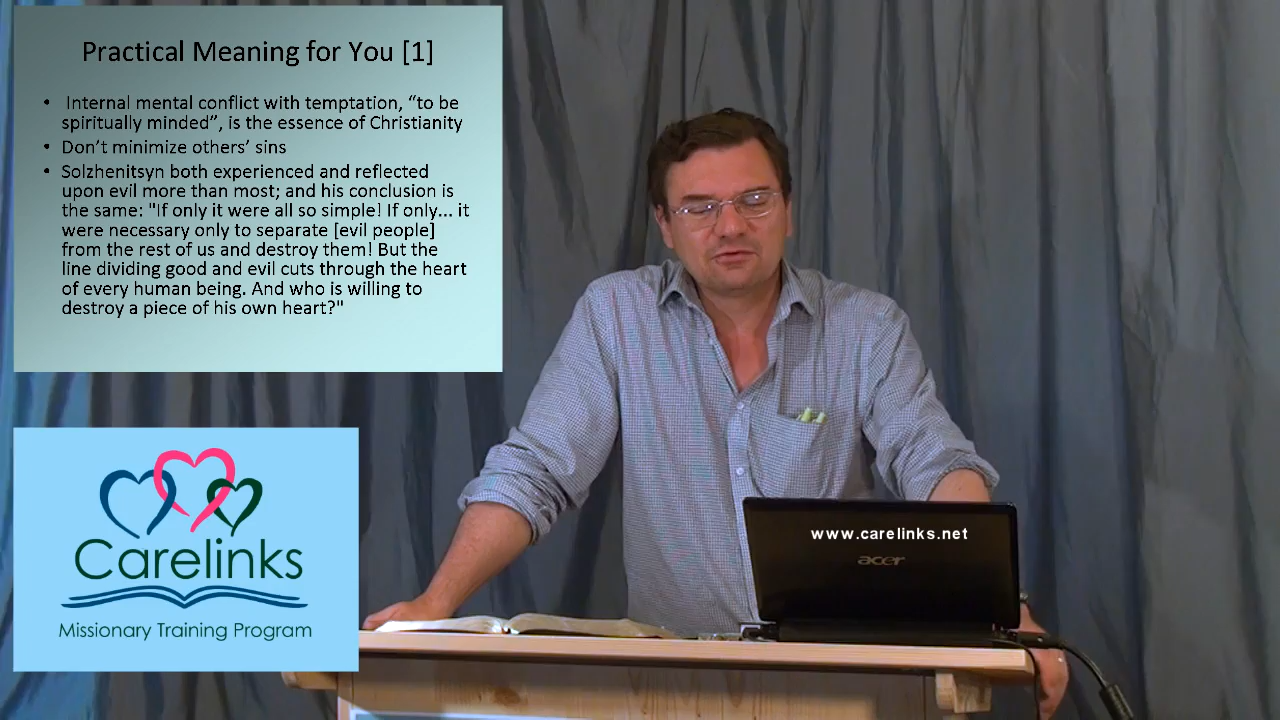 Practical Meaning for You [1]
• Internal mental conflict with temptation, “to be
spiritually minded”, is the essence of Christianity
• Don’t minimize others’ sins
• Solzhenitsyn both experienced and reflected
upon evil more than most; and his conclusion is
the same: "If only it were all so simple! If only... it
were necessary only to separate [evil people]
from the rest of us and destroy them! But the
line dividing good and evil cuts through the heart
of every human being. And who is willing to
destroy a piece of his own heart?"
Carelinks
Missionary Training Program
www.carelinks.net
acer